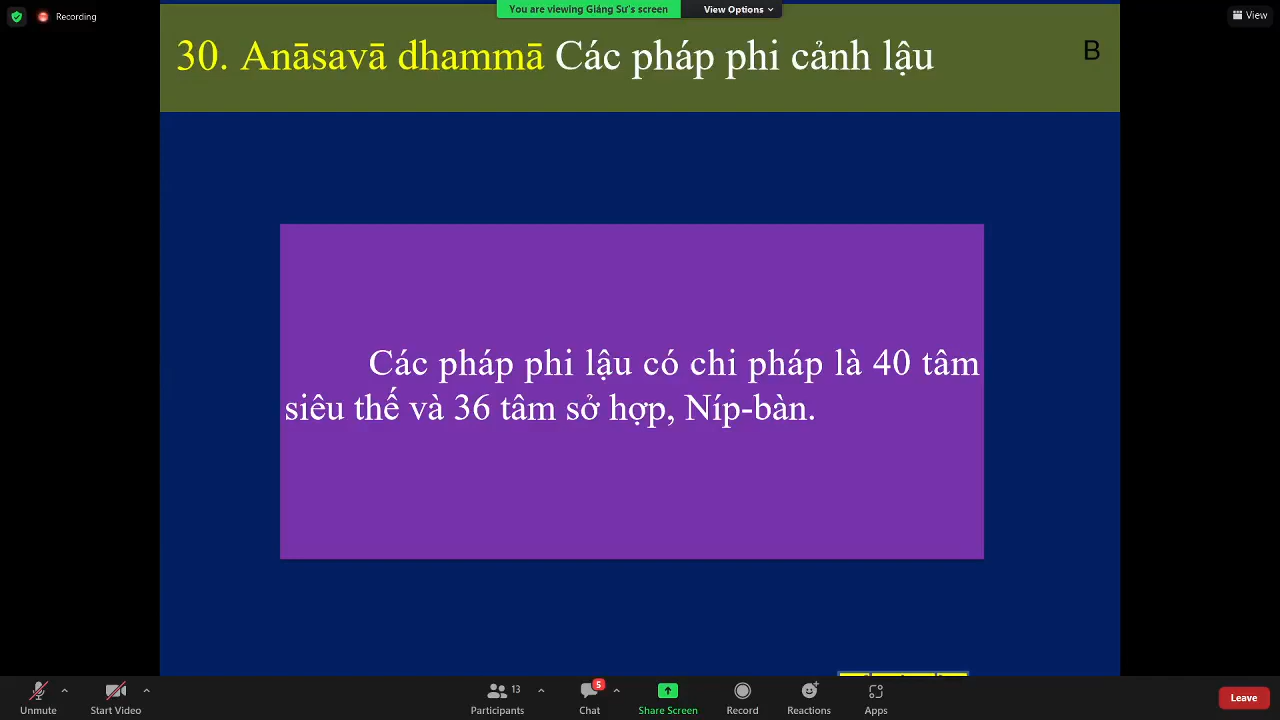 You are viewing Giảng Sư's screen
View Options
Recording
View
30. Anāsavā dhammā Các pháp phi cảnh lậu
B
Các pháp phi lậu có chi pháp là 40 tâm
siêu thế và 36 tâm sở hợp, Níp-bàn.
Unmute
Start Video
13
Participants
5
Chat
Share Screen
Record
Reactions
Apps
Leave